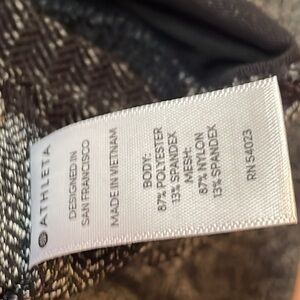 ATHLETA
DESIGNED IN
SAN FRANCISCO
MADE IN VIETNAM
BODY:
87% POLYESTER
13% SPANDEX
MESH:
87% NYLON
13% SPANDEX
RN 54023